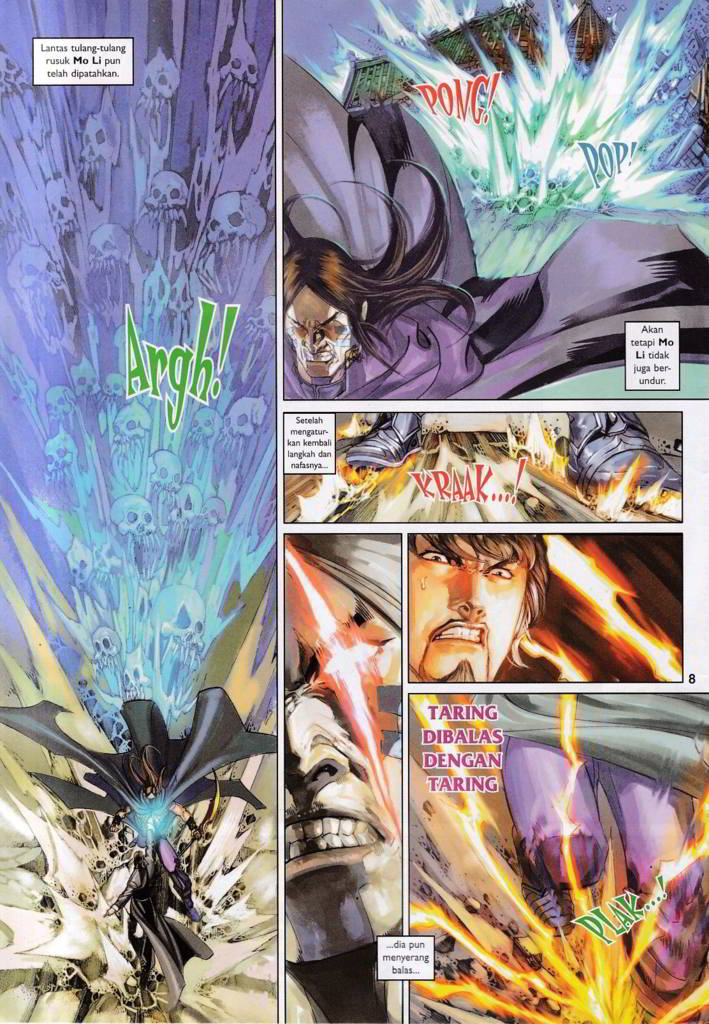 Lantas tulang-tulang
rusuk Mo Li pun
telah dipatahkan.
Argh!
PONG!
POP!
Akan
tetapi Mo
Li tidak
juga ber-
undur.
Setelah
mengatur-
kan kembali
langkah dan
nafasnya...
KRAAK....!
8
TARING
DIBALAS
DENGAN
TARING
PLAK....!
...dia pun
menyerang
balas...